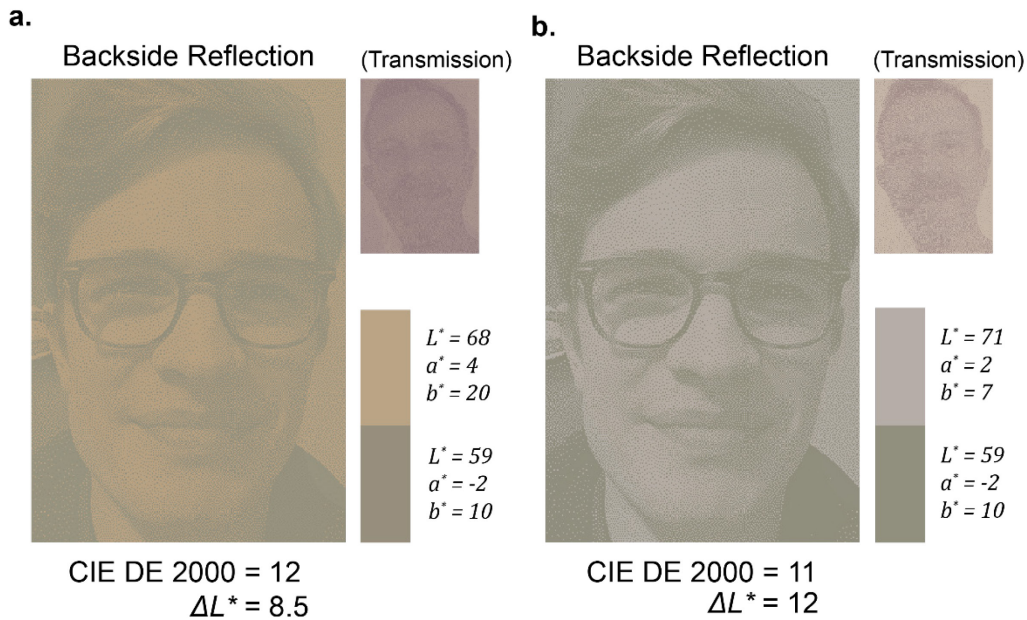 a.
Backside Reflection
(Transmission)
L* = 68
a* = 4
b* = 20
L* = 59
a* = -2
b* = 10
CIE DE 2000 = 12
ΔL* = 8.5
b.
Backside Reflection
(Transmission)
L* = 71
a* = 2
b* = 7
L* = 59
a* = -2
b* = 10
CIE DE 2000 = 11
ΔL* = 12